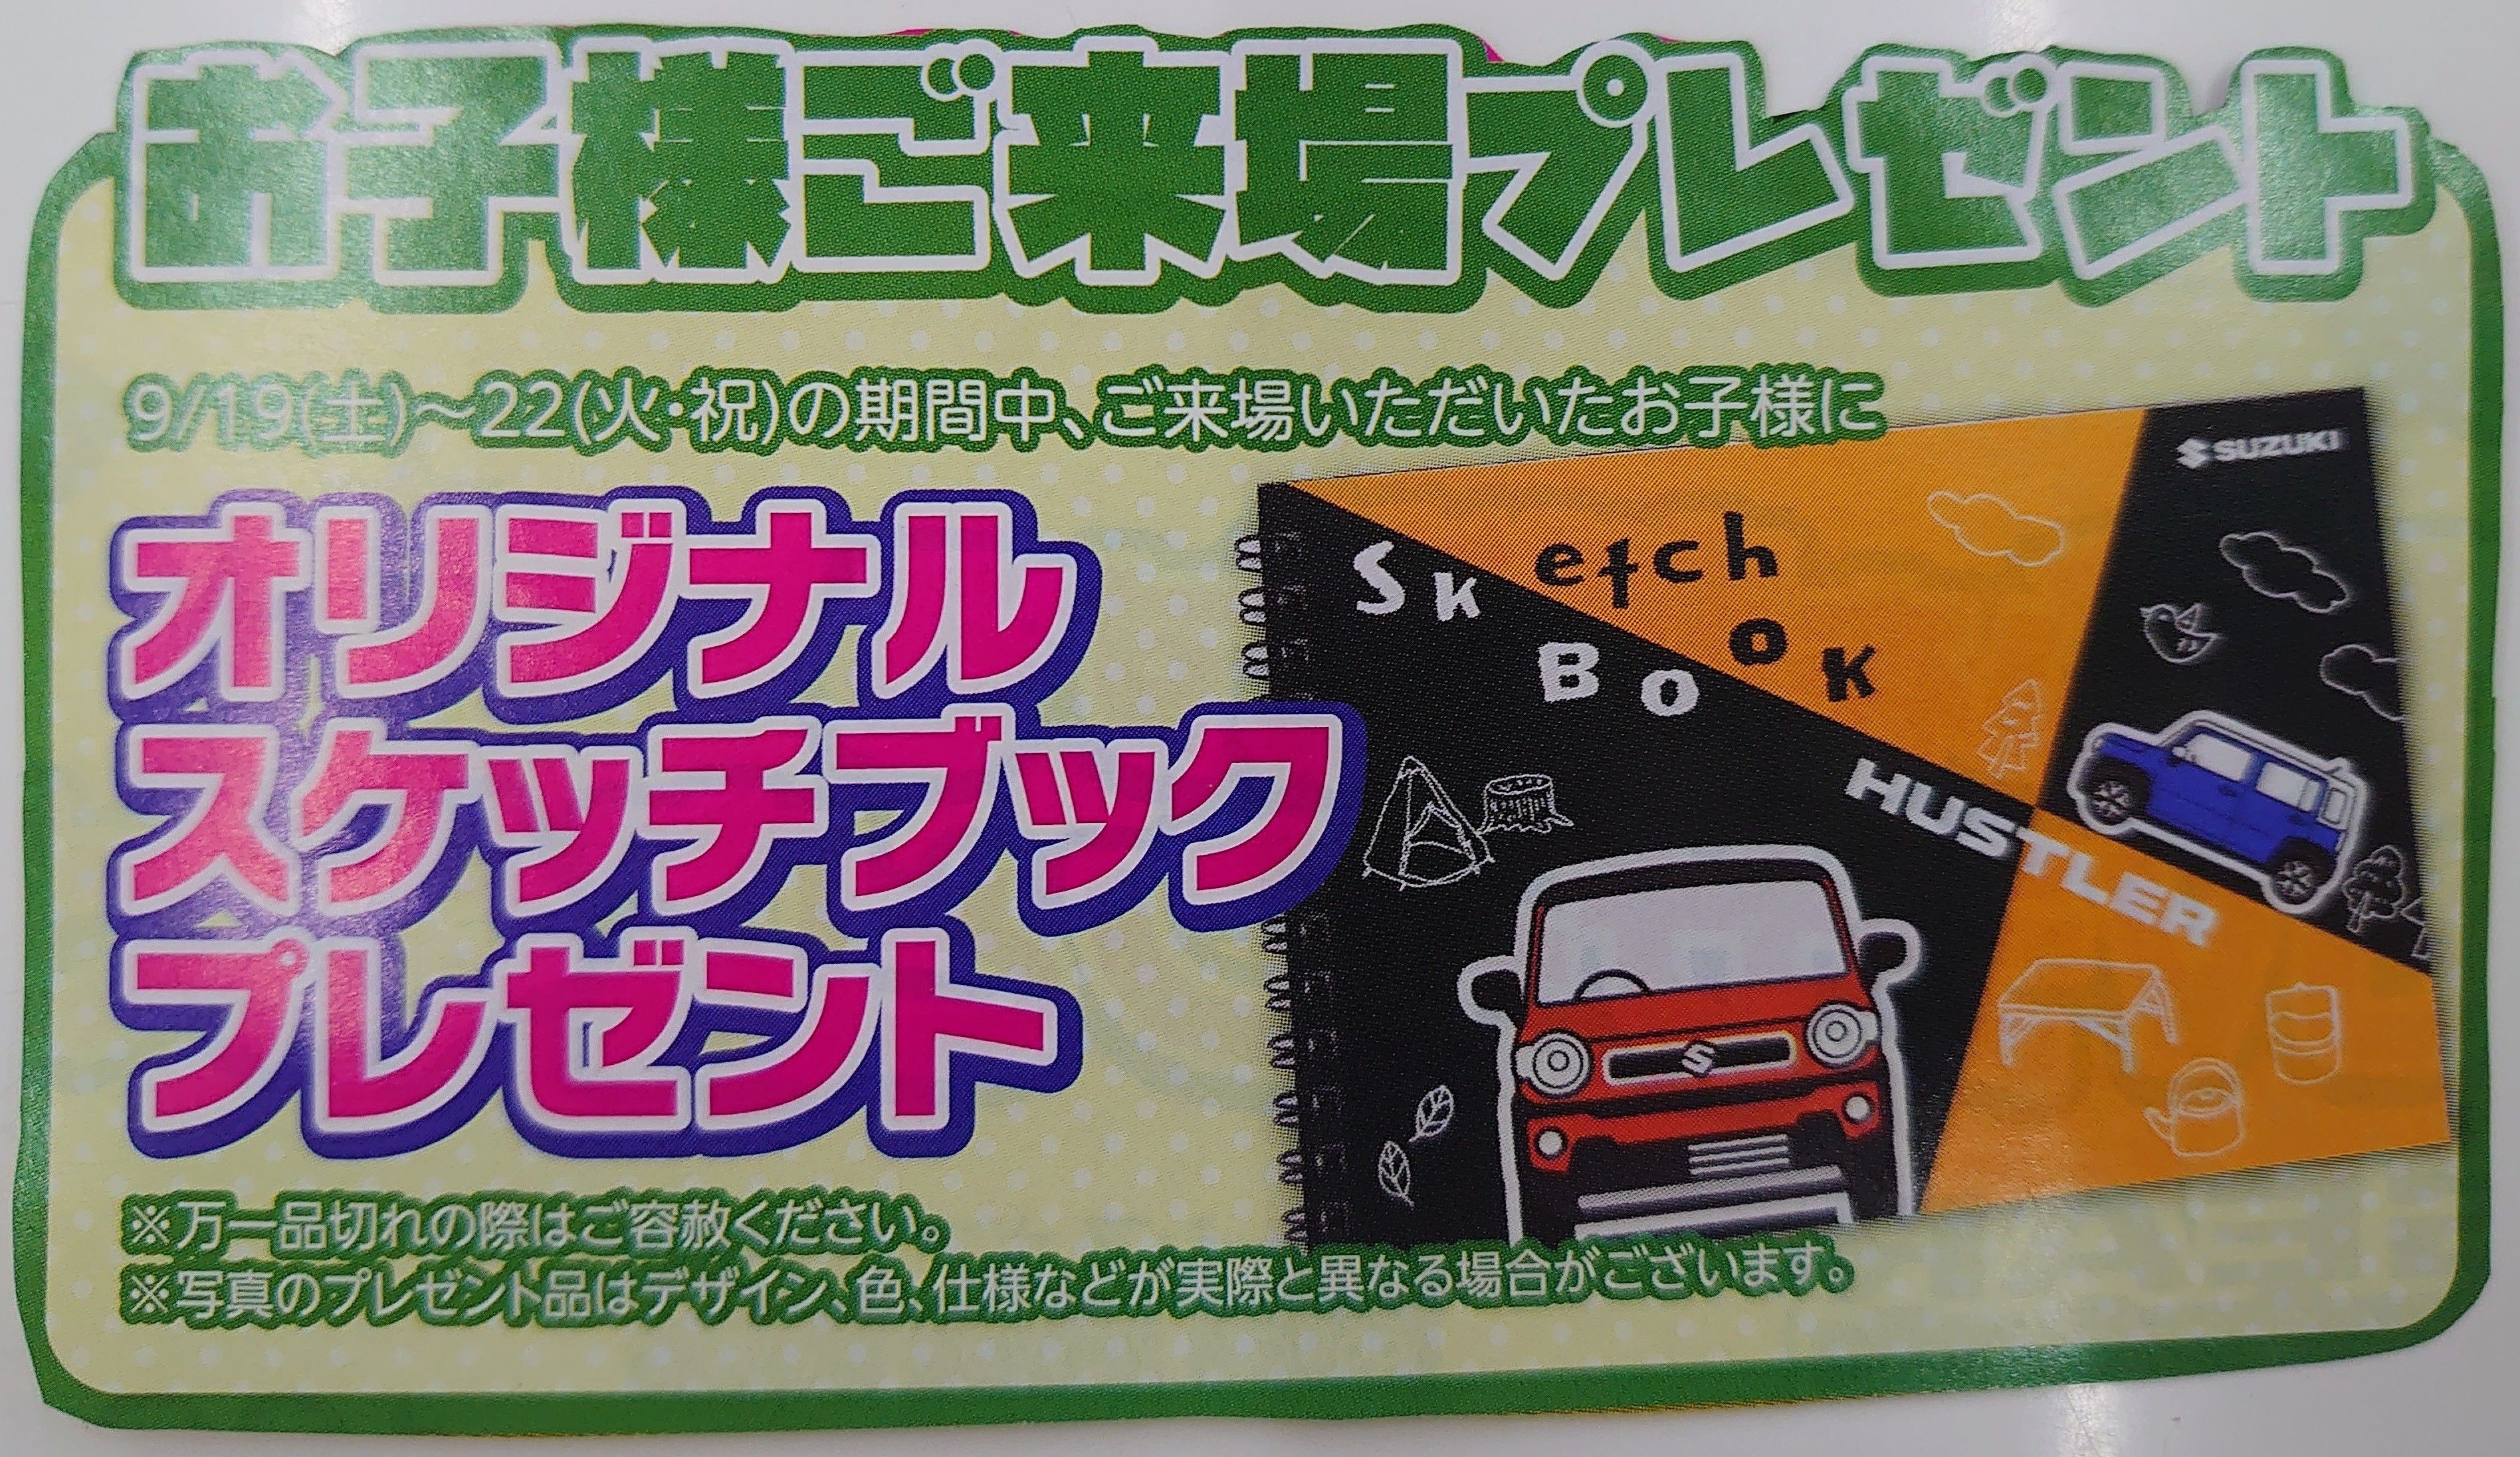 お子様ご来場プレゼント
9/19(土)～22(火・祝)の期間中、ご来場いただいたお子様に
オリジナル
スケッチブック
プレゼント
SUZUKI
Sketch
BOOK
HUSTLER
※万一品切れの際はご容赦ください。
※写真のプレゼント品はデザイン、色、仕様などが実際と異なる場合がございます。